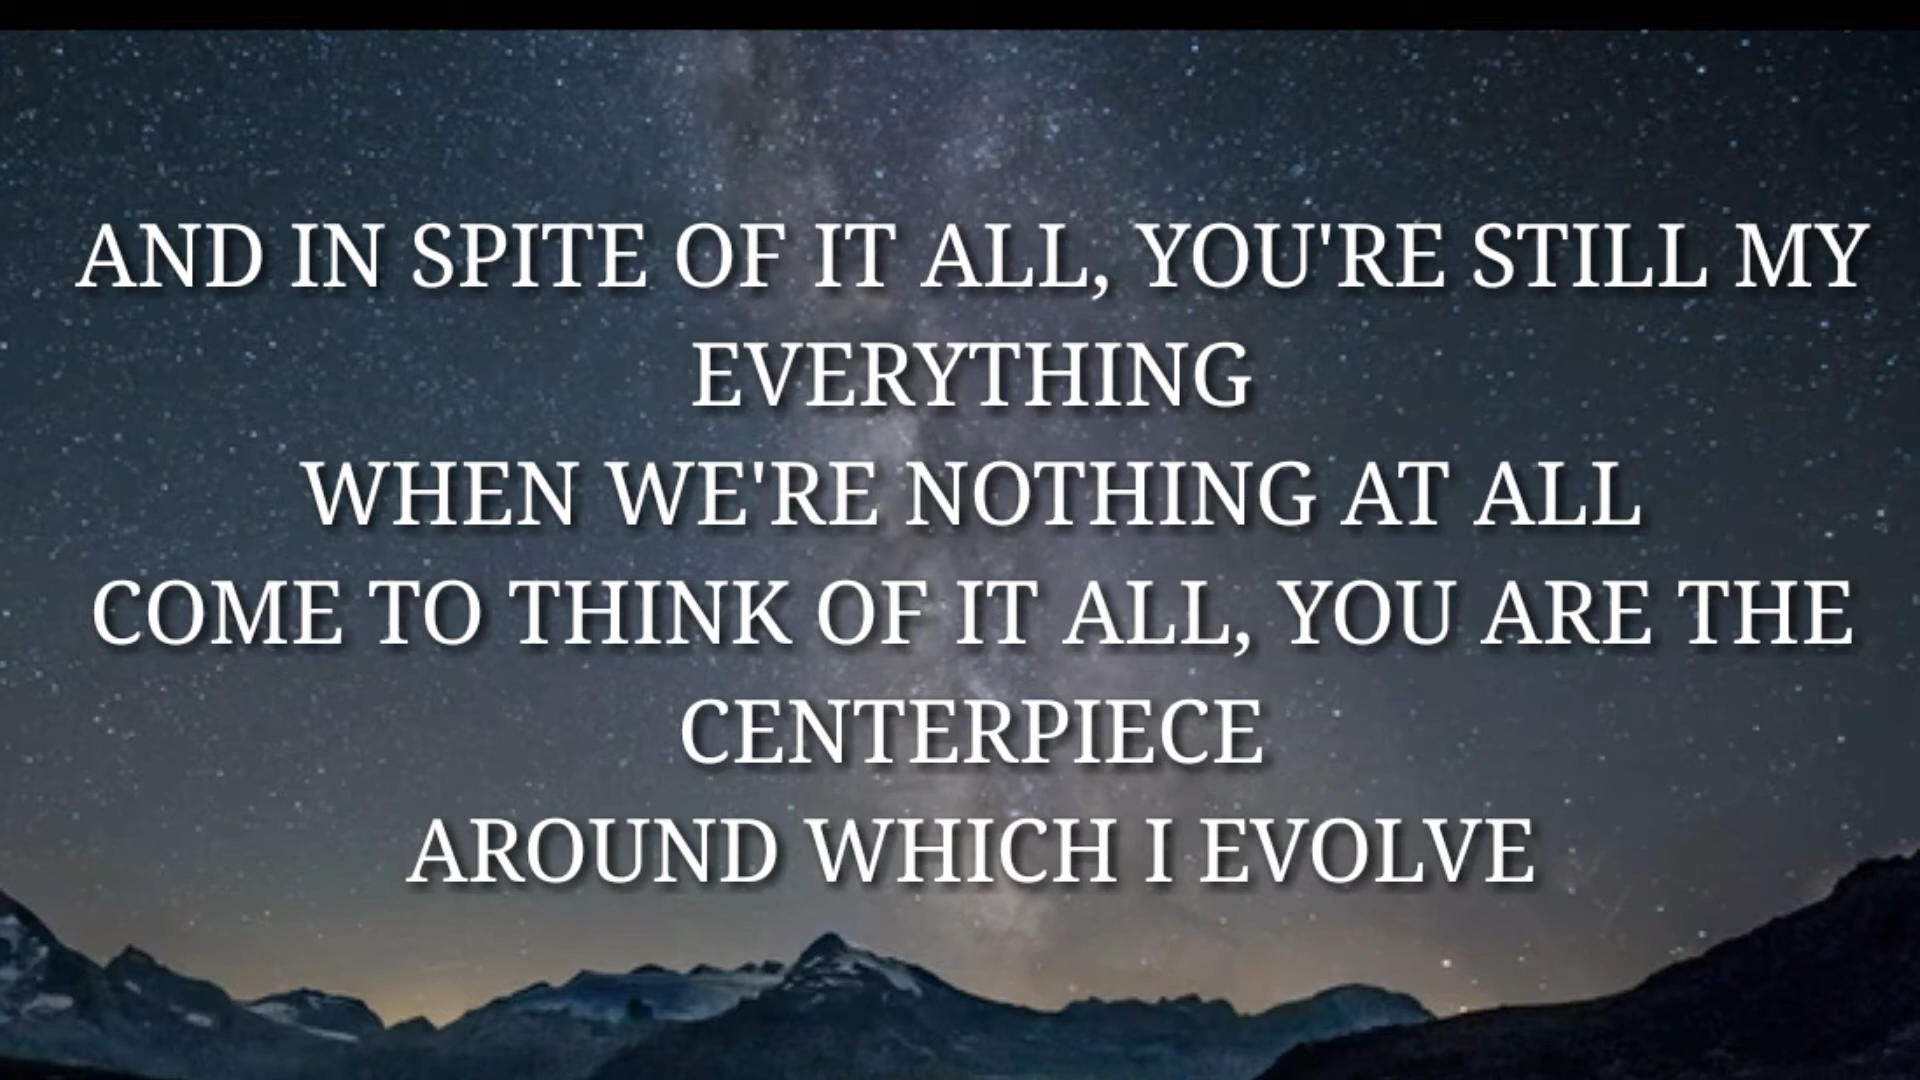 AND IN SPITE OF IT ALL, YOU'RE STILL MY
EVERYTHING
WHEN WE'RE NOTHING AT ALL
COME TO THINK OF IT ALL, YOU ARE THE
CENTERPIECE
AROUND WHICH I EVOLVE